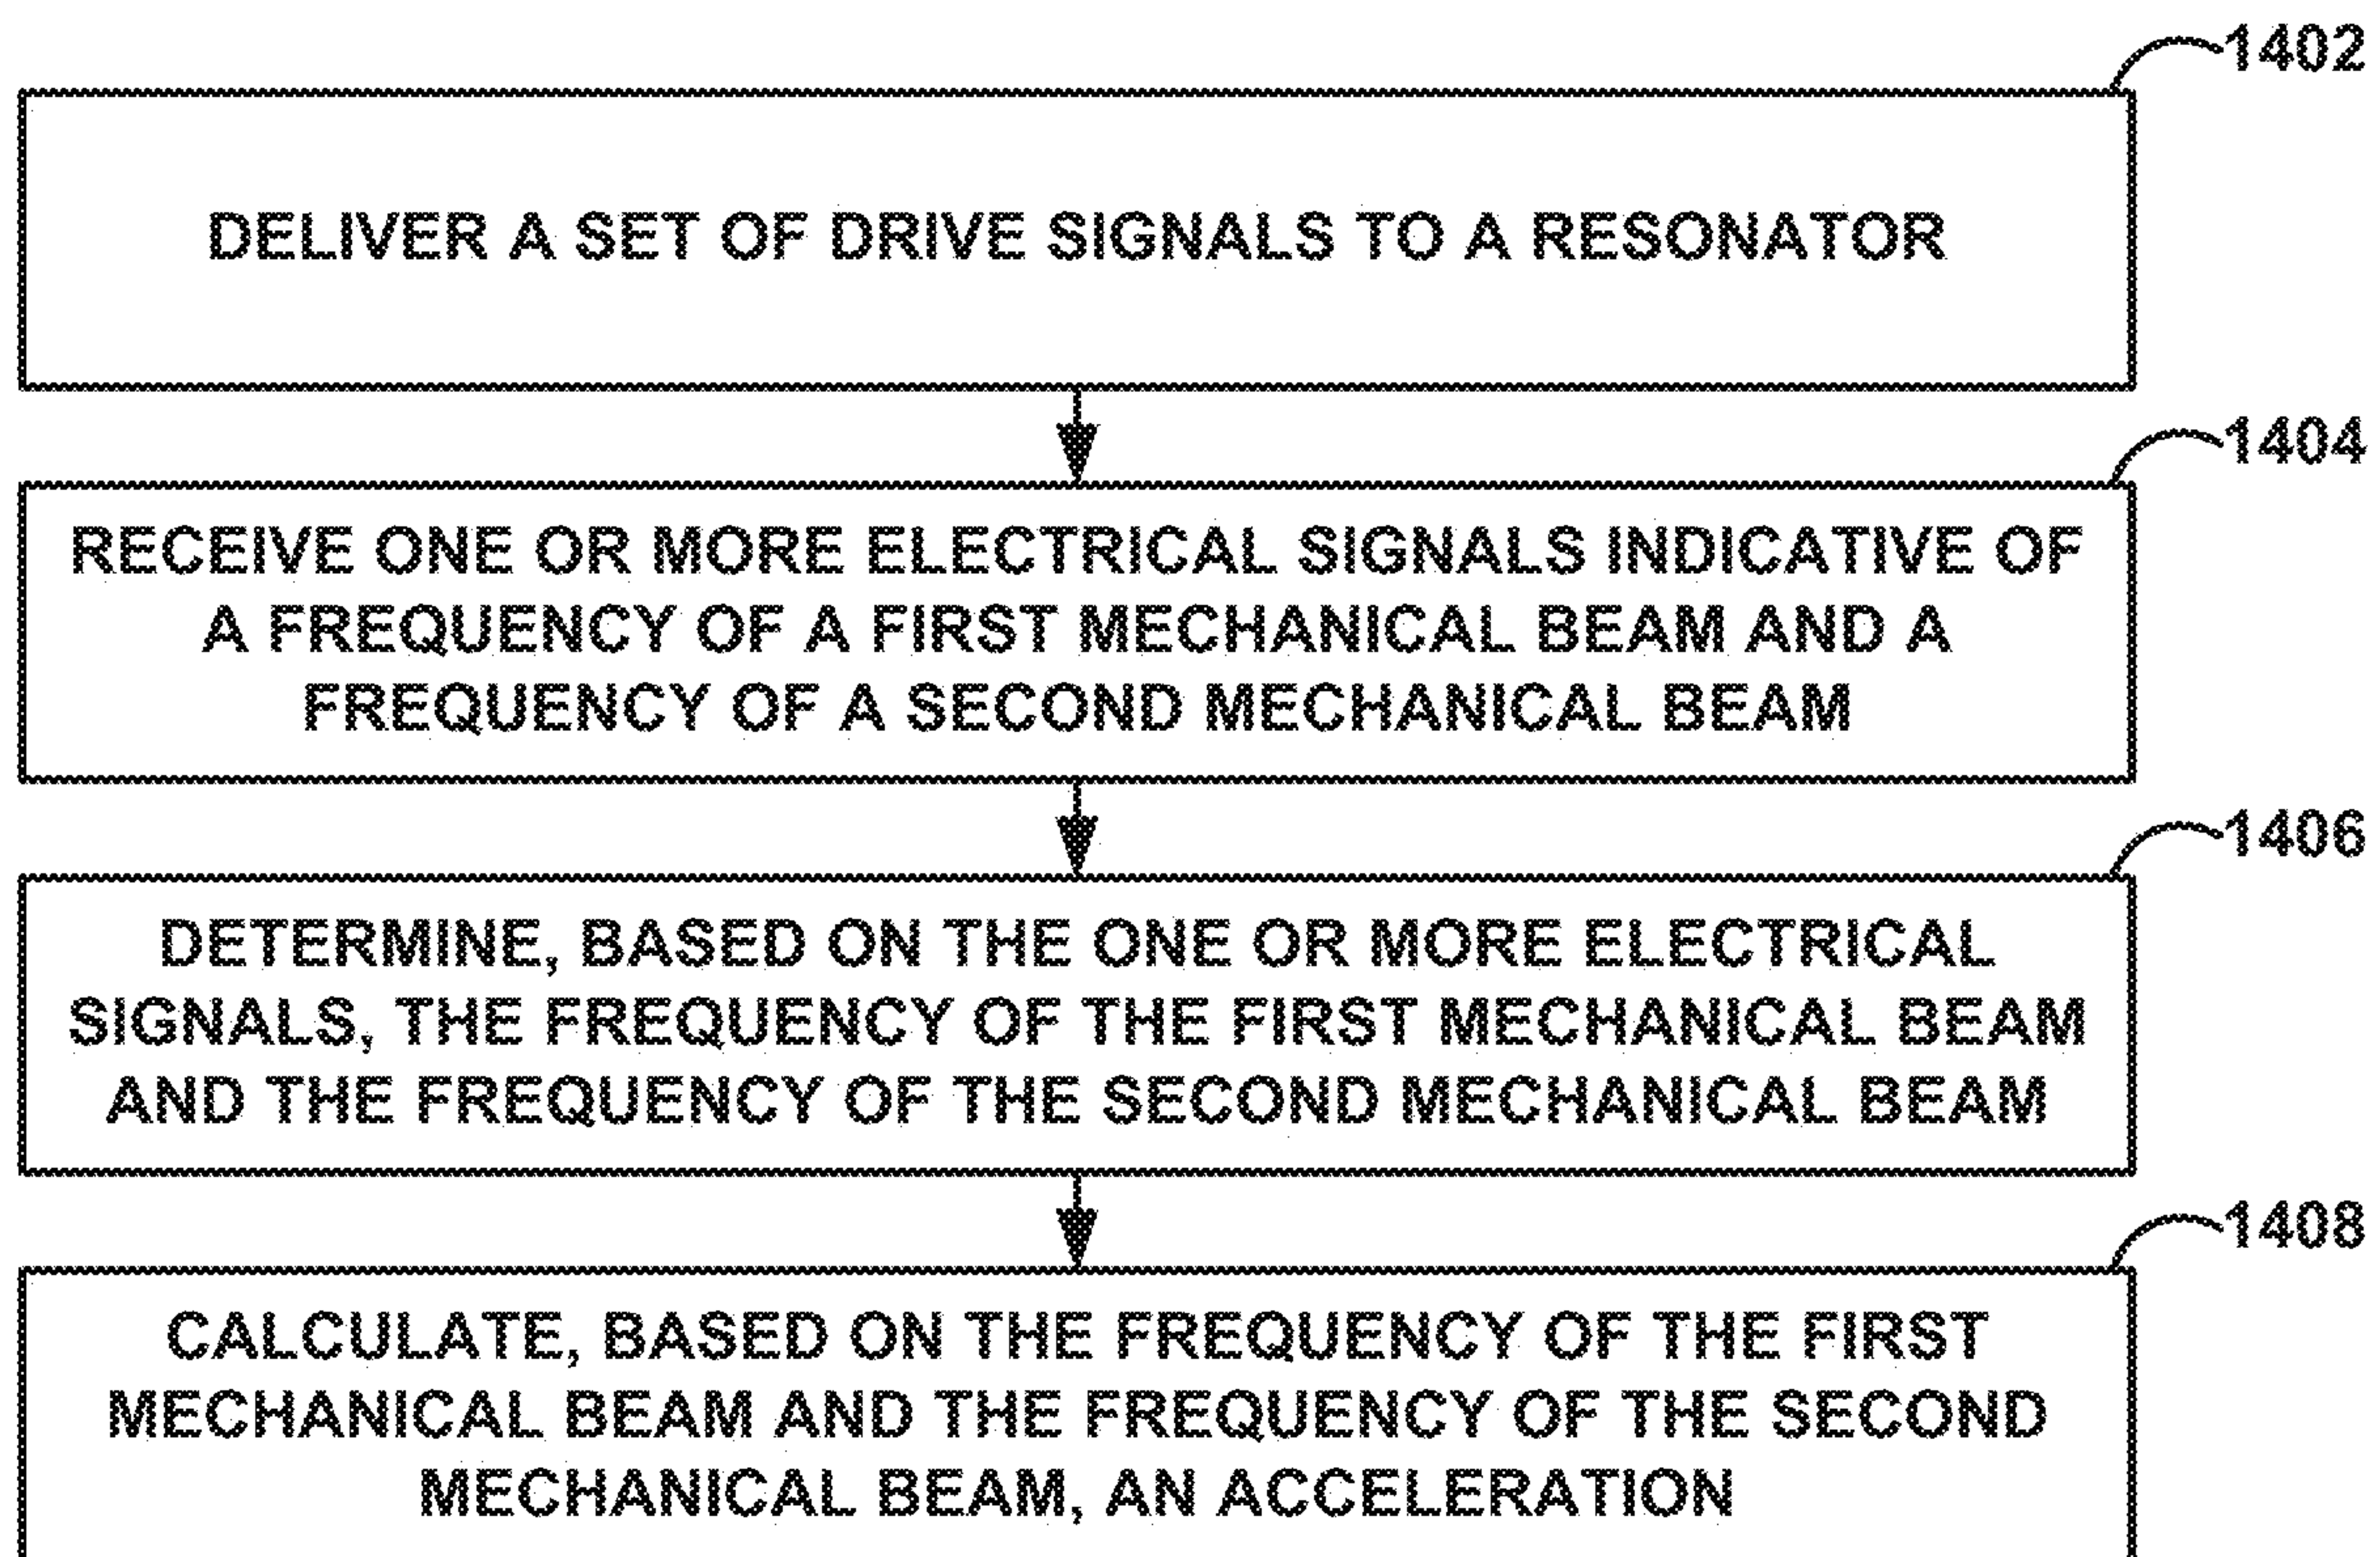 1402
DELIVER A SET OF DRIVE SIGNALS TO A RESONATOR
1404
RECEIVE ONE OR MORE ELECTRICAL SIGNALS INDICATIVE OF
A FREQUENCY OF A FIRST MECHANICAL BEAM AND A
FREQUENCY OF A SECOND MECHANICAL BEAM
1406
DETERMINE, BASED ON THE ONE OR MORE ELECTRICAL
SIGNALS, THE FREQUENCY OF THE FIRST MECHANICAL BEAM
AND THE FREQUENCY OF THE SECOND MECHANICAL BEAM
1408
CALCULATE, BASED ON THE FREQUENCY OF THE FIRST
MECHANICAL BEAM AND THE FREQUENCY OF THE SECOND
MECHANICAL BEAM, AN ACCELERATION